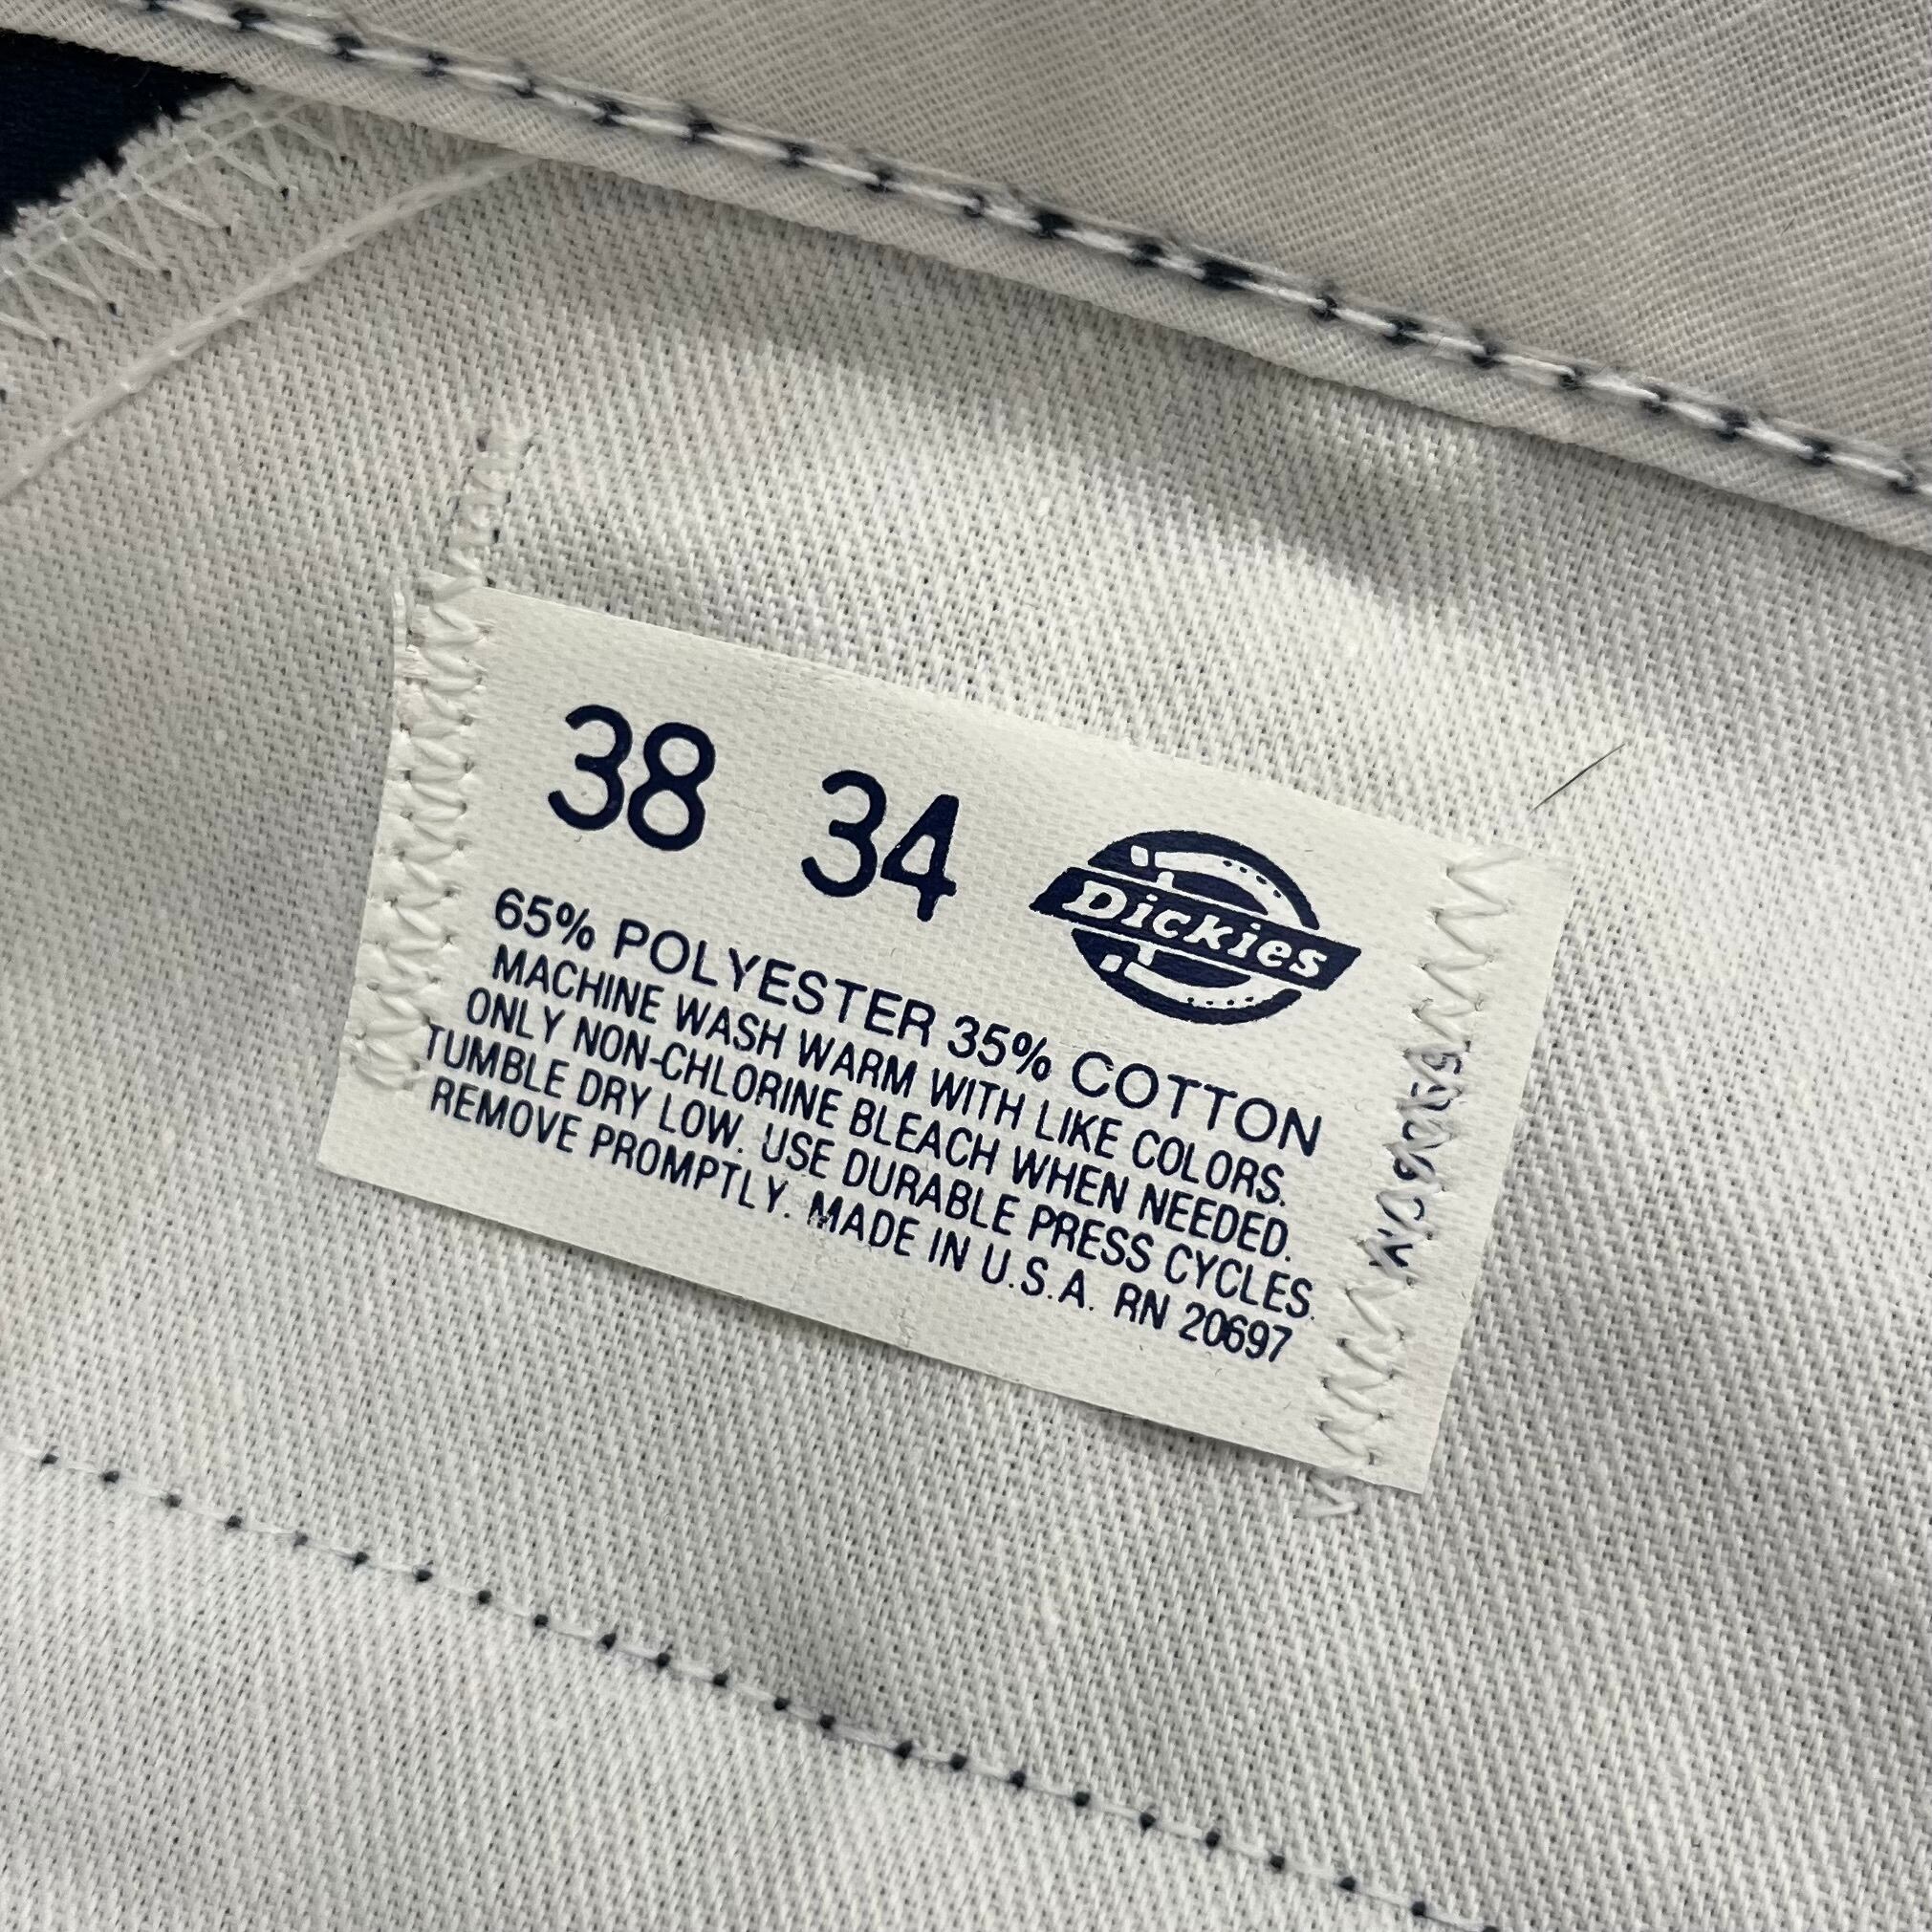 38 34
Dickies
65% POLYESTER 35% COTTON
MACHINE WASH WARM WITH LIKE COLORS.
ONLY NON-CHLORINE BLEACH WHEN NEEDED.
TUMBLE DRY LOW. USE DURABLE PRESS CYCLES.
REMOVE PROMPTLY. MADE IN U.S.A. RN 20697